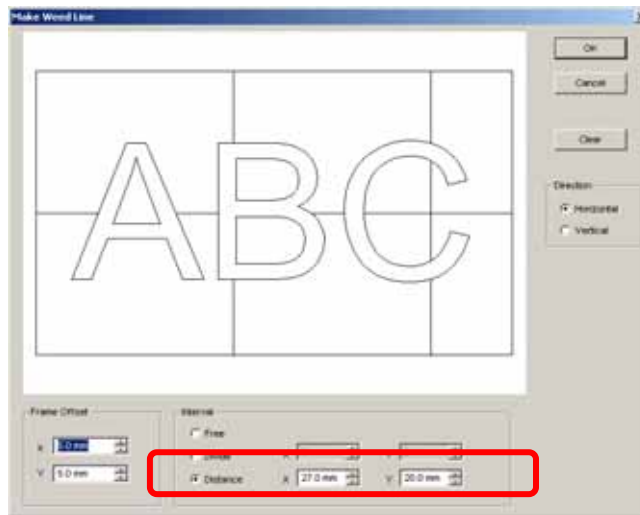 Make Weed Line
ABC
OK
Cancel
Clear
Direction
Horizontal
Vertical
Frame Offset
X 5.0 mm
Y 5.0 mm
Interval
Free
Divide X Y
Distance X 27.0 mm Y 20.0 mm